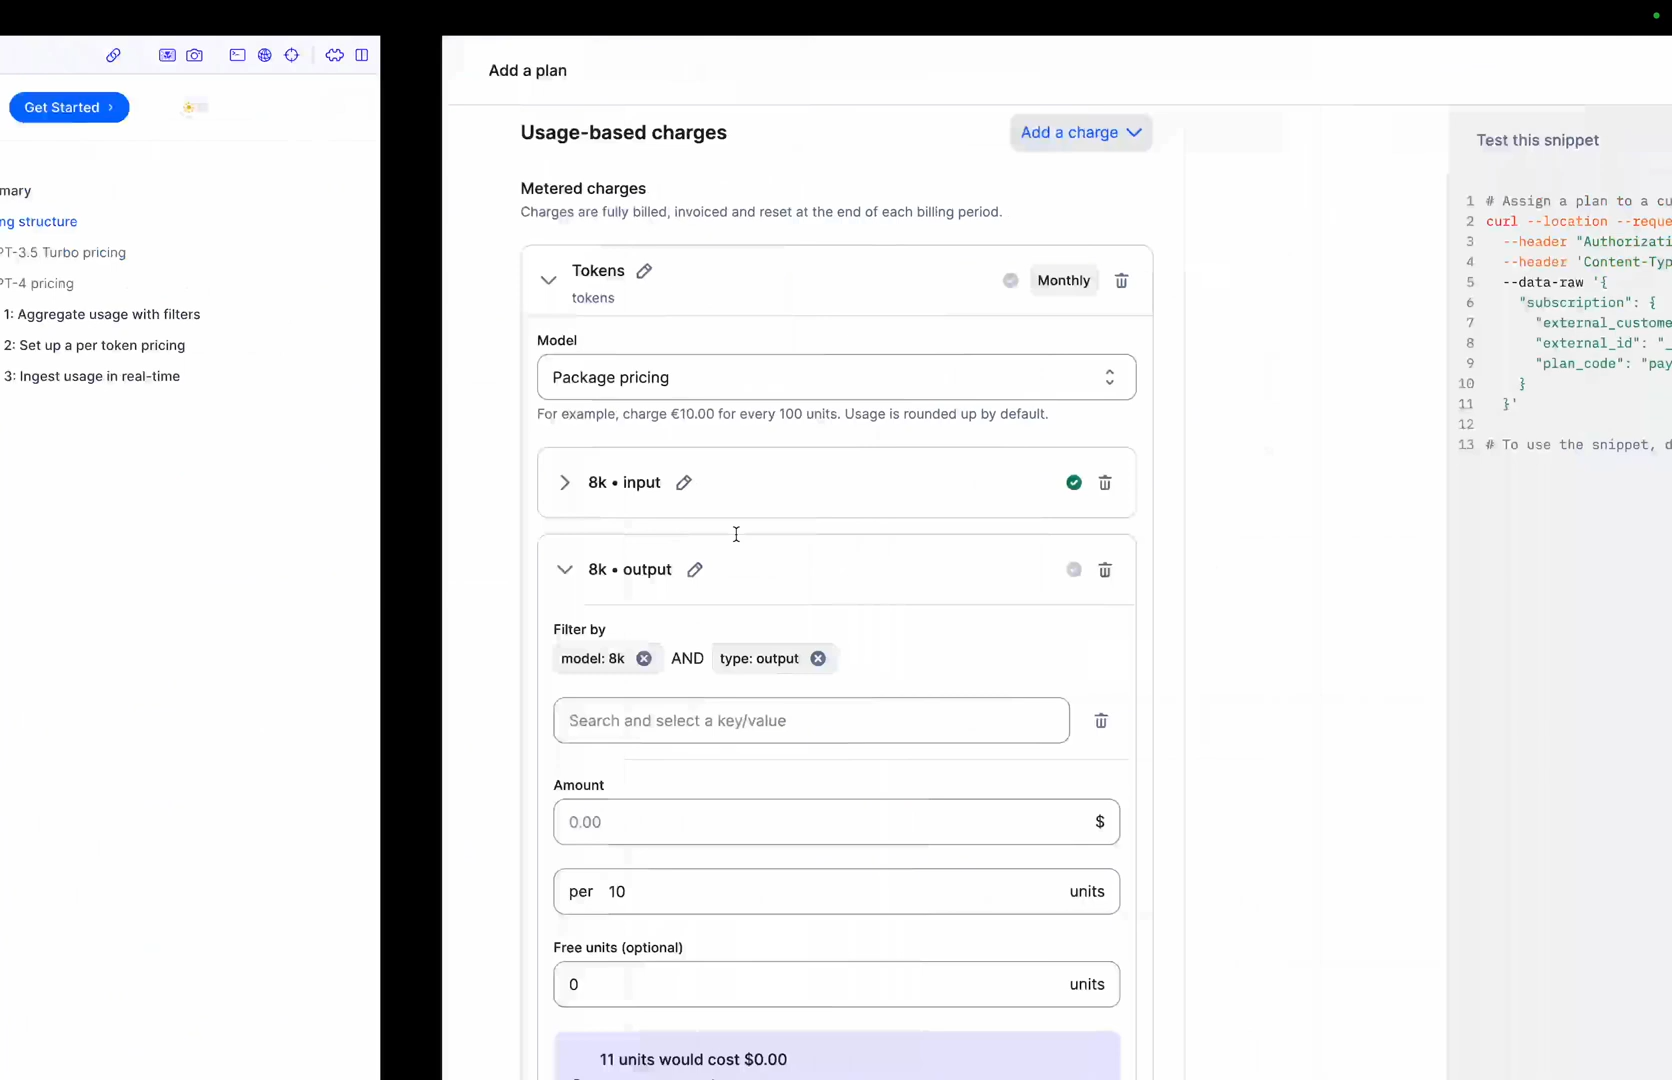 Get Started
mary
ng structure
PT-3.5 Turbo pricing
PT-4 pricing
1: Aggregate usage with filters
2: Set up a per token pricing
3: Ingest usage in real-time
Add a plan
Usage-based charges
Add a charge
Metered charges
Charges are fully billed, invoiced and reset at the end of each billing period.
Tokens
tokens
Monthly
Model
Package pricing
For example, charge €10.00 for every 100 units. Usage is rounded up by default.
8k • input
8k • output
Filter by
model: 8k AND type: output
Search and select a key/value
Amount
0.00 $
per 10 units
Free units (optional)
0 units
11 units would cost $0.00
Test this snippet
1 # Assign a plan to a cu
2 curl --location --reque
3 --header "Authorizati
4 --header 'Content-Typ
5 --data-raw '{
6 "subscription": {
7 "external_custome
8 "external_id": "_
9 "plan_code": "pay
10 }
11 }'
12
13 # To use the snippet, d